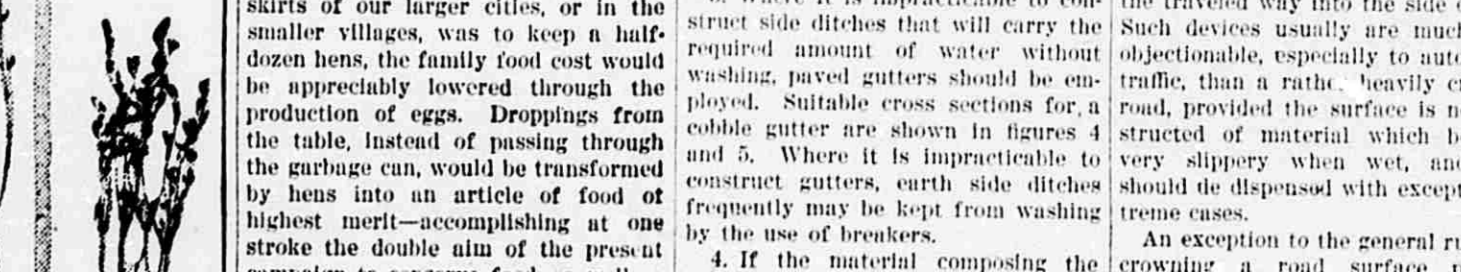 skirts of our larger cities, or in the
smaller villages, was to keep a half-
dozen hens, the family food cost would
be appreciably lowered through the
production of eggs. Droppings from
the table, instead of passing through
the garbage can, would be transformed
by hens into an article of food of
highest merit—accomplishing at one
stroke the double aim of the present
struct side ditches that will carry the
required amount of water without
washing, paved gutters should be em-
ployed. Suitable cross sections for, a
cobble gutter are shown in figures 4
and 5. Where it is impracticable to
construct gutters, earth side ditches
frequently may be kept from washing
by the use of breakers.
4. If the material composing the
the traveled way into the side
Such devices usually are much
objectionable, especially to auto
traffic, than a rathe heavily
road, provided the surface is
structed of material which
very slippery when wet, and
should de dispensed with except
treme cases.
An exception to the general
crowning a road surface